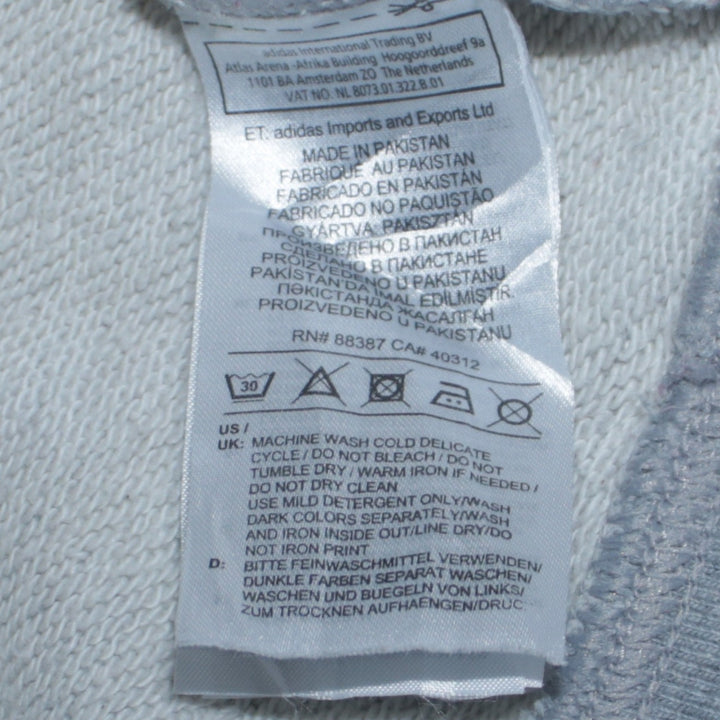 adidas International Trading BV
Atlas Arena -Afrika Building Hoogoorddreef 9a
1101 BA Amsterdam ZO The Netherlands
VAT NO. NL 8073.01.322.B.01
ET: adidas Imports and Exports Ltd
MADE IN PAKISTAN
FABRIQUÉ AU PAKISTAN
FABRICADO EN PAKISTÁN
FABRICADO NO PAQUISTÃO
GYÁRTVA: PAKISZTÁN
ПРОИЗВЕДЕНО В ПАКИСТАН
СДЕЛАНО В ПАКИСТАНЕ
PROIZVEDENO U PAKISTANU
PAKİSTAN'DA İMAL EDİLMİŞTİR.
ПӘКІСТАНДА ЖАСАЛҒАН
PROIZVEDENO U PAKISTANU
RN# 88387 CA# 40312
30
US /
UK: MACHINE WASH COLD DELICATE
CYCLE / DO NOT BLEACH / DO NOT
TUMBLE DRY / WARM IRON IF NEEDED /
DO NOT DRY CLEAN
USE MILD DETERGENT ONLY/WASH
DARK COLORS SEPARATELY/WASH
AND IRON INSIDE OUT/LINE DRY/DO
NOT IRON PRINT
D: BITTE FEINWASCHMITTEL VERWENDEN/
DUNKLE FARBEN SEPARAT WASCHEN/
WASCHEN UND BUEGELN VON LINKS/
ZUM TROCKNEN AUFHAENGEN/DRUC